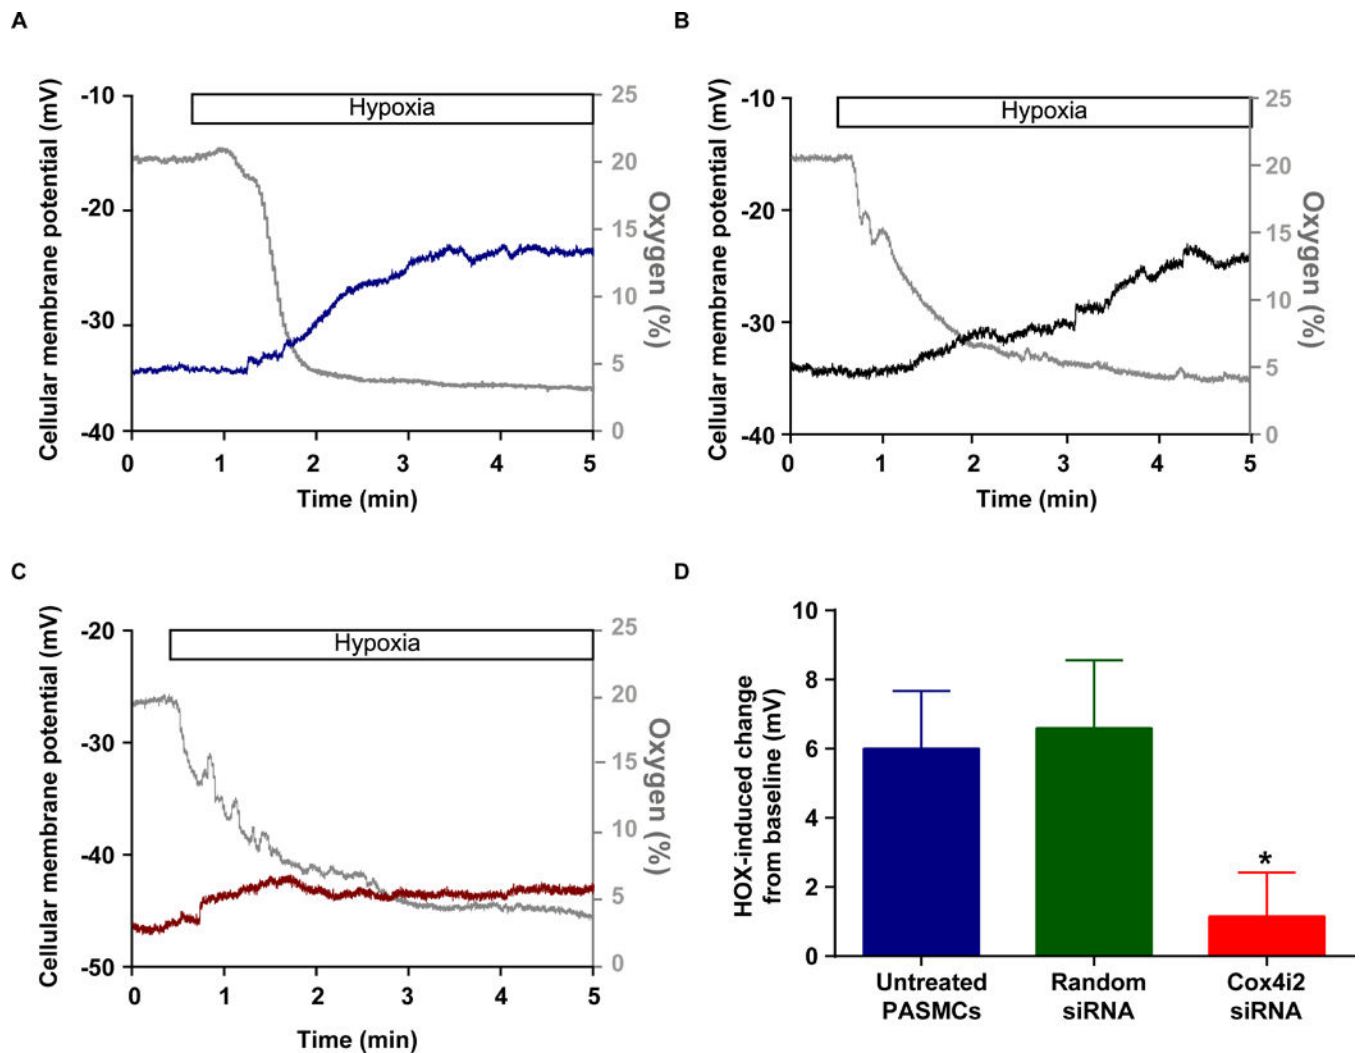 A
Cellular membrane potential (mV)
-10
-20
-30
-40
Hypoxia
25
20
15
10
5
0
Oxygen (%)
0 1 2 3 4 5
Time (min)
B
Cellular membrane potential (mV)
-10
-20
-30
-40
Hypoxia
25
20
15
10
5
0
Oxygen (%)
0 1 2 3 4 5
Time (min)
C
Cellular membrane potential (mV)
-20
-30
-40
-50
Hypoxia
25
20
15
10
5
0
Oxygen (%)
0 1 2 3 4 5
Time (min)
D
HOX-induced change
from baseline (mV)
10
8
6
4
2
0
*
Untreated
PASMCs
Random
siRNA
Cox4i2
siRNA